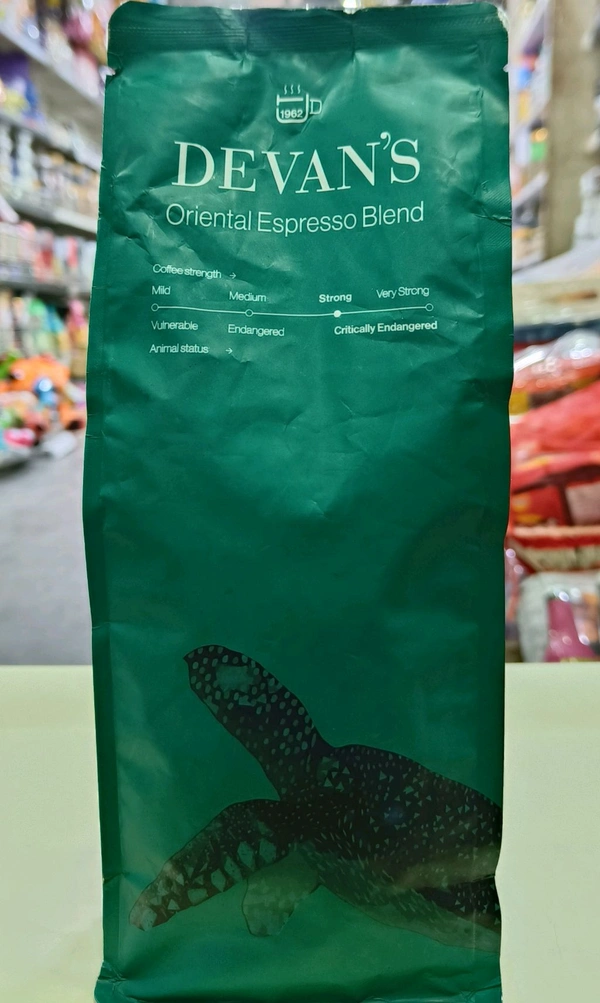 1962 D
DEVAN'S
Oriental Espresso Blend
Coffee strength →
Mild Medium Strong Very Strong
Vulnerable Endangered Critically Endangered
Animal status →